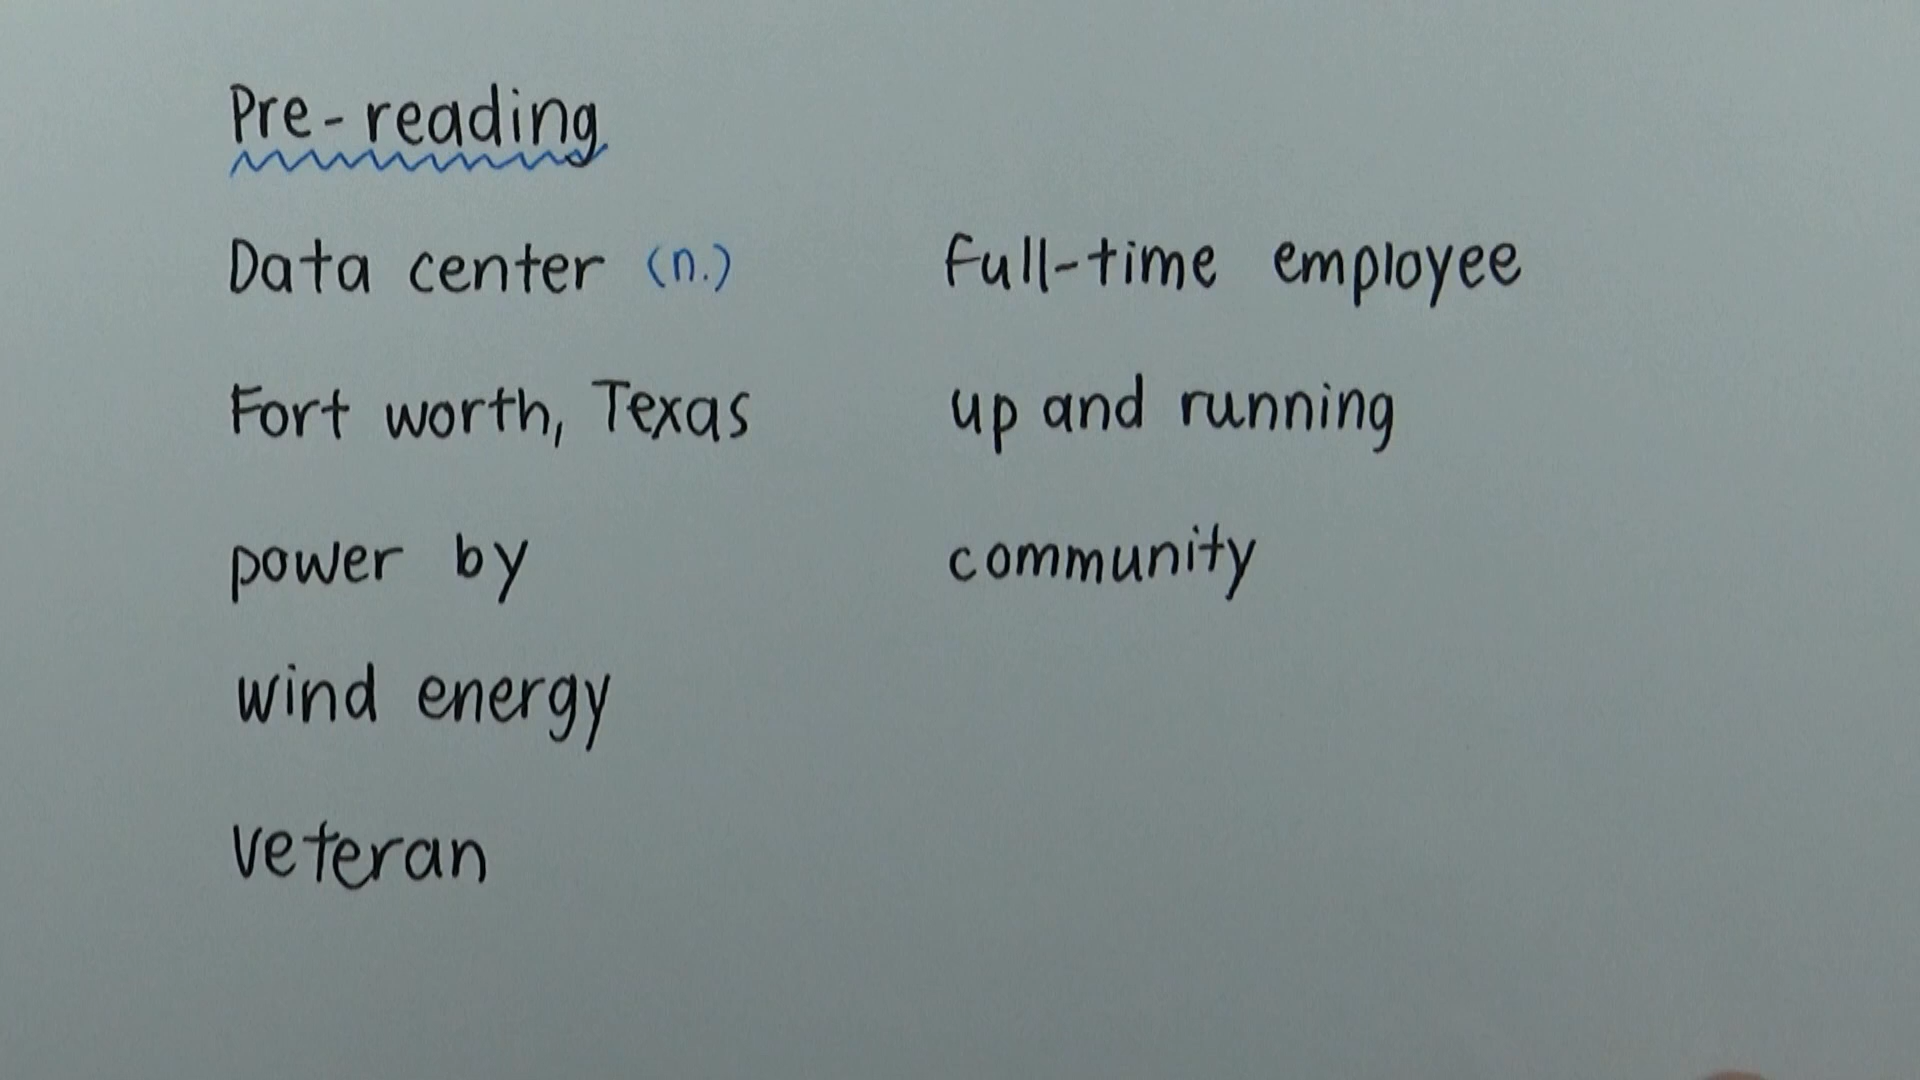 Pre-reading
Data center (n.)
Fort worth, Texas
power by
wind energy
veteran
Full-time employee
up and running
community